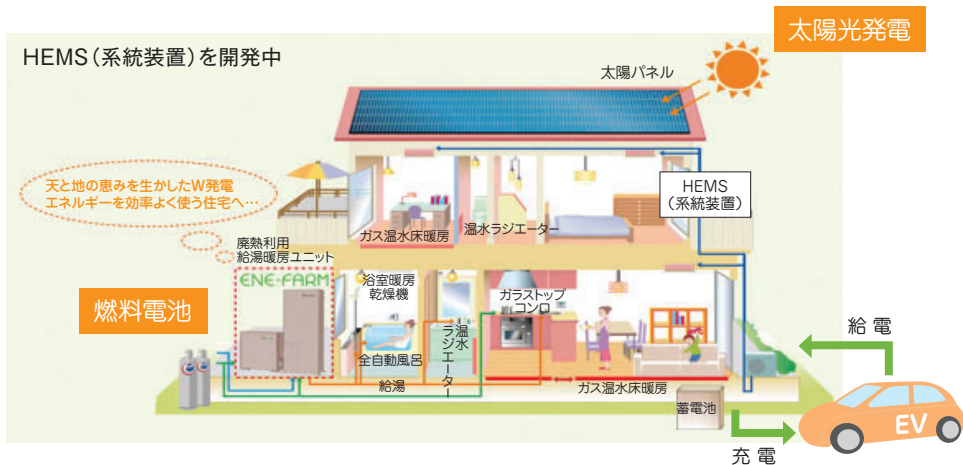 太陽光発電
HEMS（系統装置）を開発中
太陽パネル
天と地の恵みを生かしたW発電
エネルギーを効率よく使う住宅へ…
HEMS
（系統装置）
ガス温水床暖房
温水ラジエーター
廃熱利用
給湯暖房ユニット
ENE・FARM
燃料電池
浴室暖房
乾燥機
ガラストップ
コンロ
温水
ラジエーター
全自動風呂
給湯
ガス温水床暖房
蓄電池
給電
EV
充電